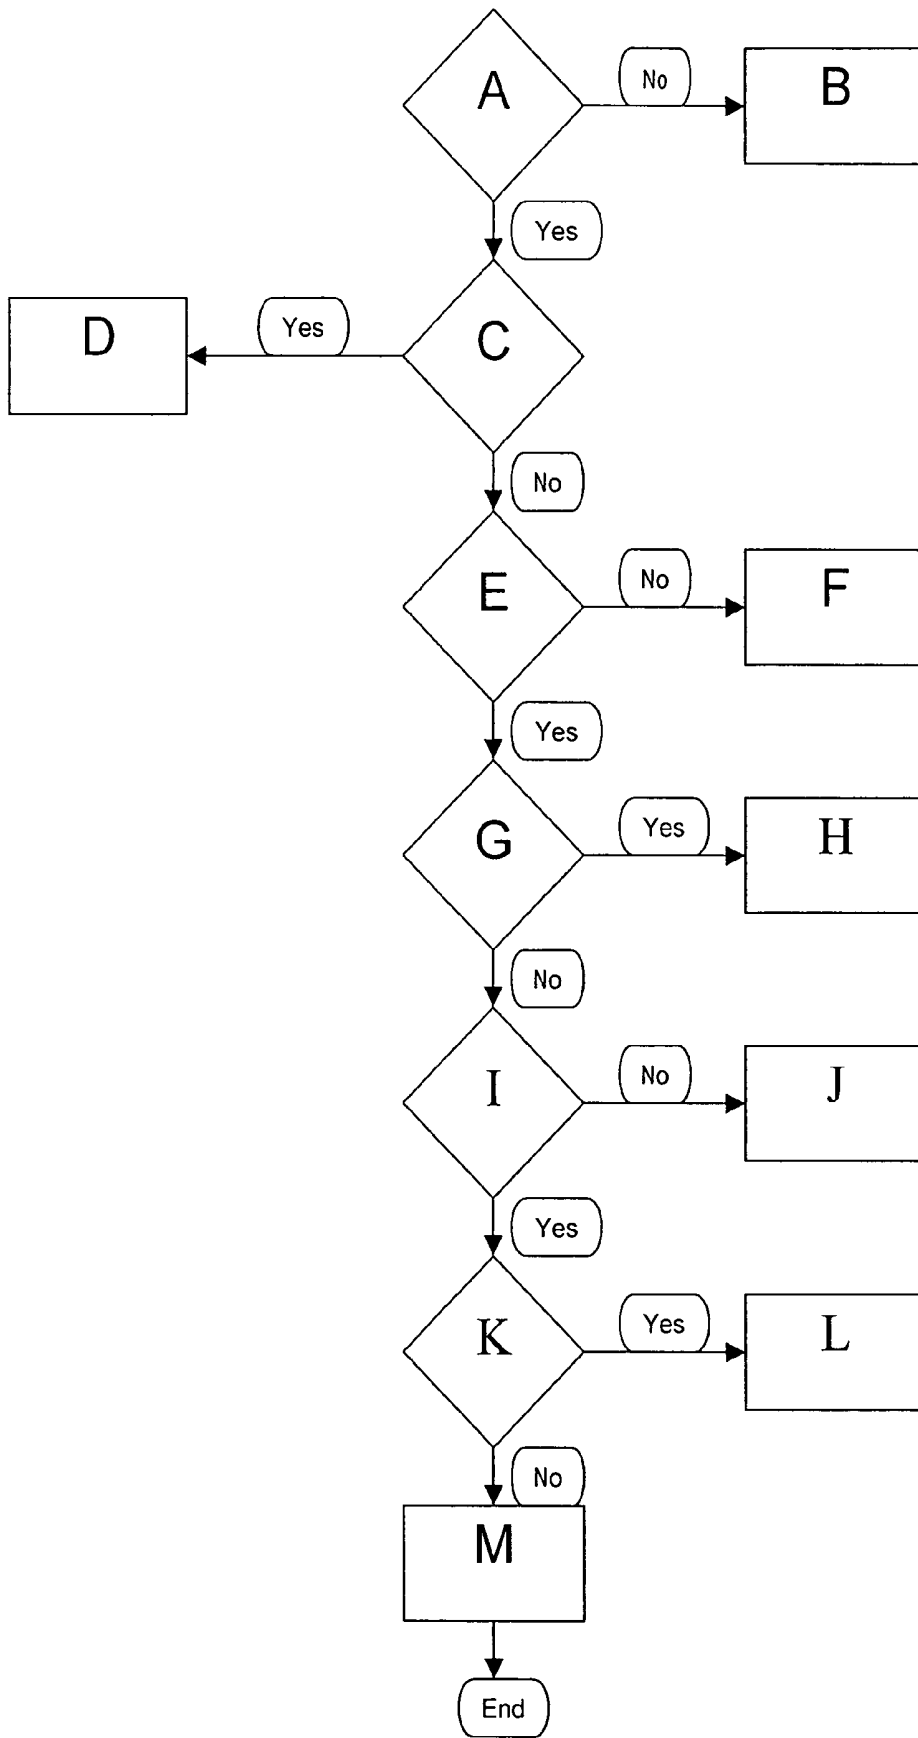 A
No
B
Yes
D
Yes
C
No
E
No
F
Yes
G
Yes
H
No
I
No
J
Yes
K
Yes
L
No
M
End